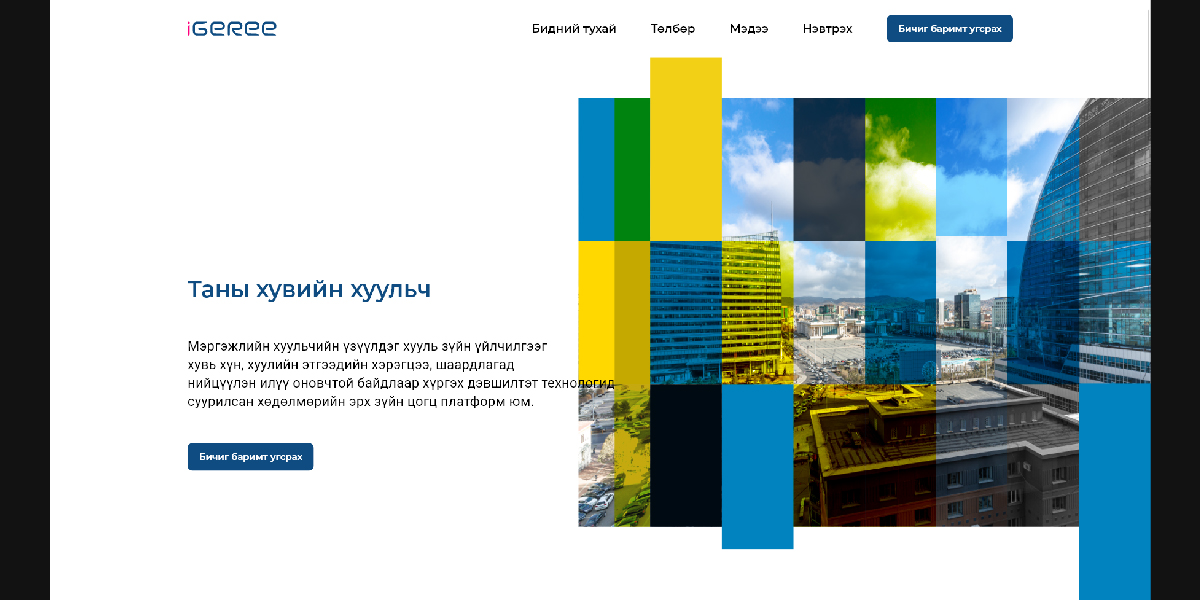 iGEREE
Бидний тухай
Төлбөр
Мэдээ
Нэвтрэх
Бичиг баримт угсрах
Таны хувийн хуульч
Мэргэжлийн хуульчийн үзүүлдэг хууль зүйн үйлчилгээг
хувь хүн, хуулийн этгээдийн хэрэгцээ, шаардлагад
нийцүүлэн илүү оновчтой байдлаар хүргэх дэвшилтэт технологид
суурилсан хөдөлмөрийн эрх зүйн цогц платформ юм.
Бичиг баримт угсрах